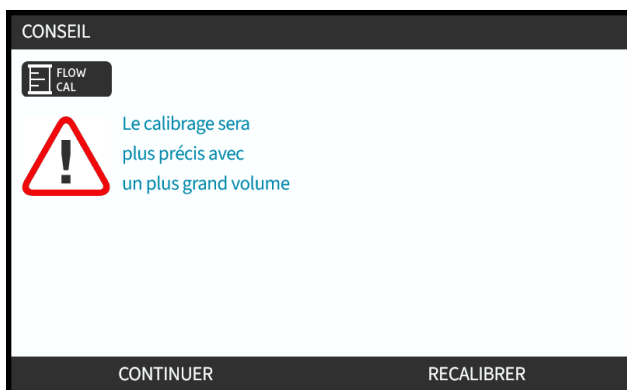 CONSEIL
FLOW
CAL
Le calibrage sera
plus précis avec
un plus grand volume
CONTINUER
RECALIBRER